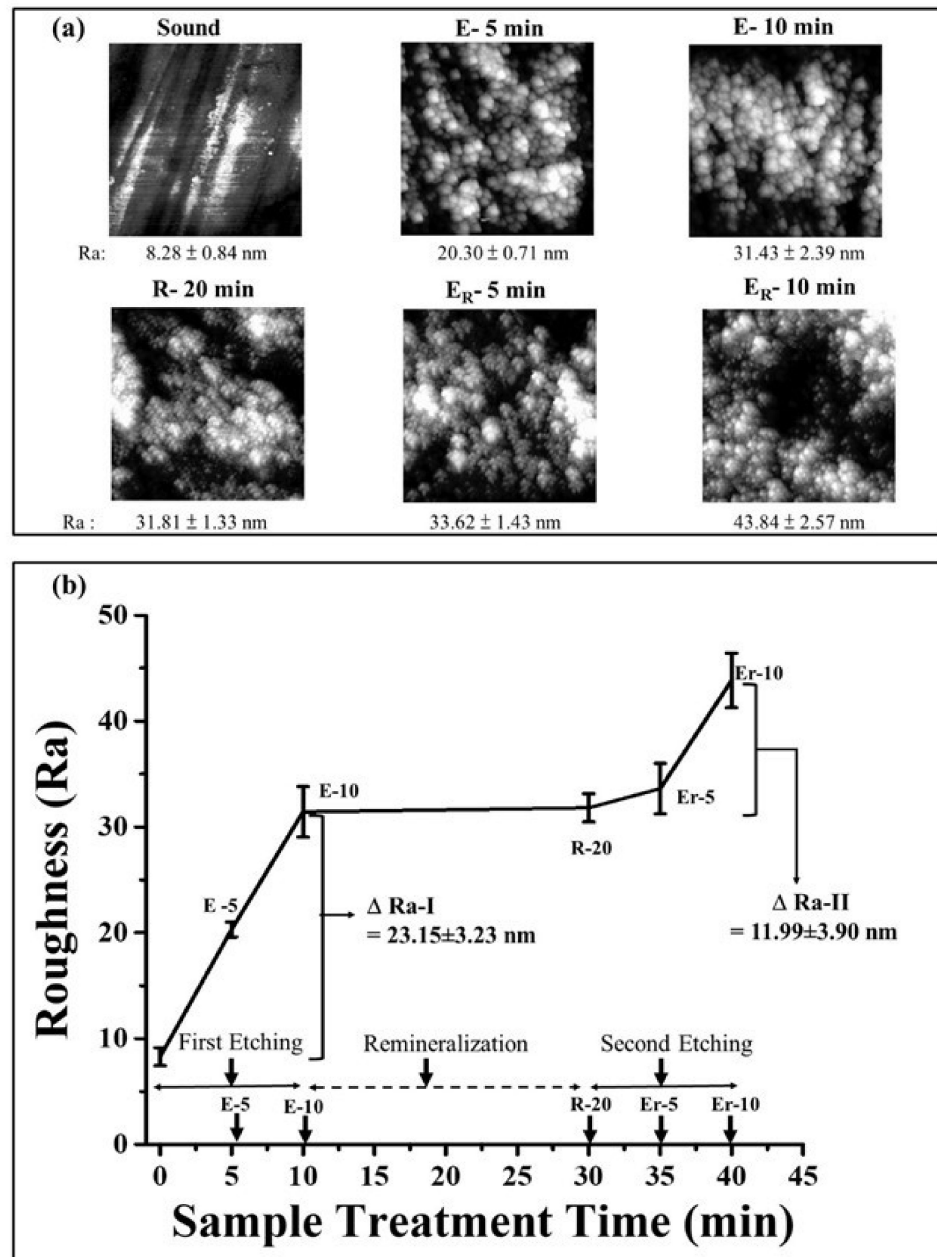 (a)
Sound
E- 5 min
E- 10 min
Ra: 8.28 ± 0.84 nm
20.30 ± 0.71 nm
31.43 ± 2.39 nm
R- 20 min
E_R- 5 min
E_R- 10 min
Ra : 31.81 ± 1.33 nm
33.62 ± 1.43 nm
43.84 ± 2.57 nm
(b)
Roughness (Ra)
50
40
30
20
10
0
E -5
E-10
R-20
Er-5
Er-10
Δ Ra-I
= 23.15±3.23 nm
Δ Ra-II
= 11.99±3.90 nm
First Etching
Remineralization
Second Etching
E-5
E-10
R-20
Er-5
Er-10
0 5 10 15 20 25 30 35 40 45
Sample Treatment Time (min)